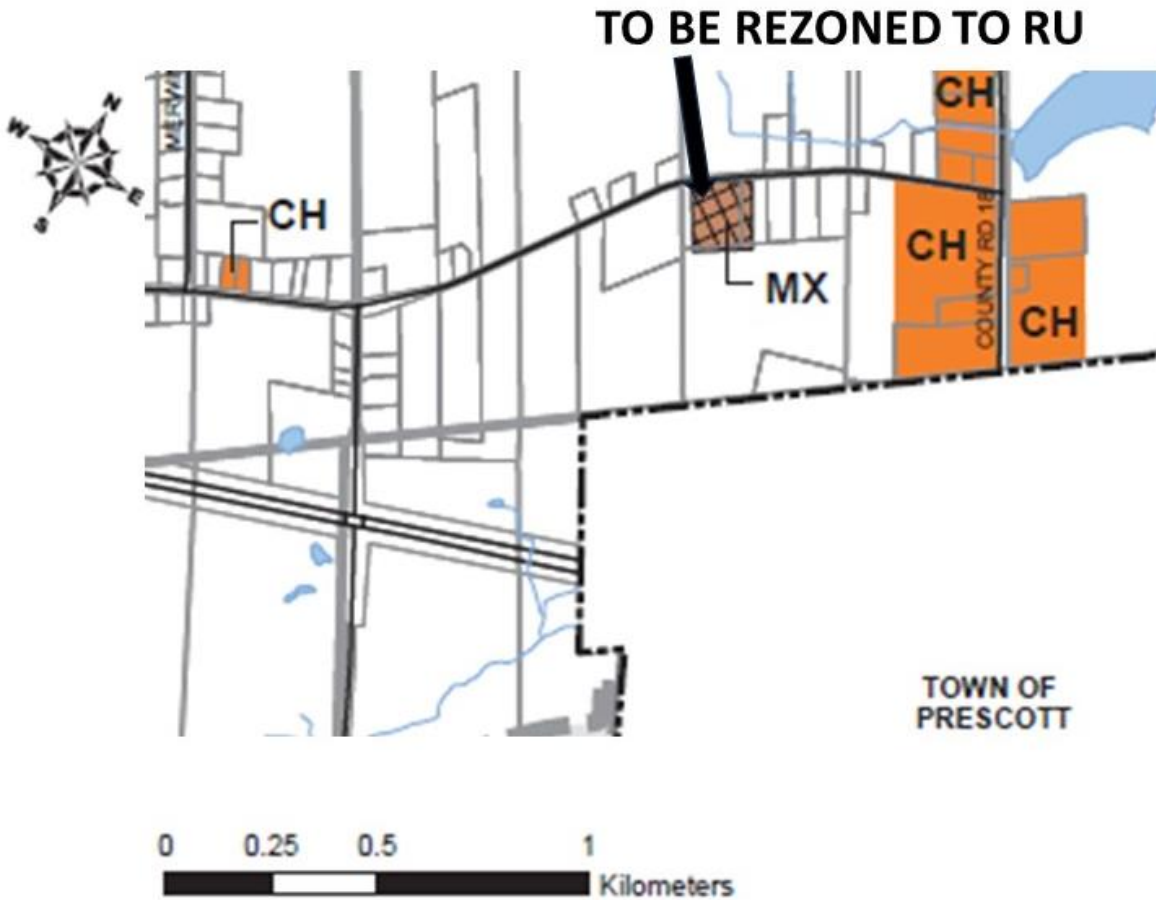 TO BE REZONED TO RU
N
W
E
S
CH
CH
MX
CH
COUNTY RD 18
CH
TOWN OF
PRESCOTT
0 0.25 0.5 1
Kilometers